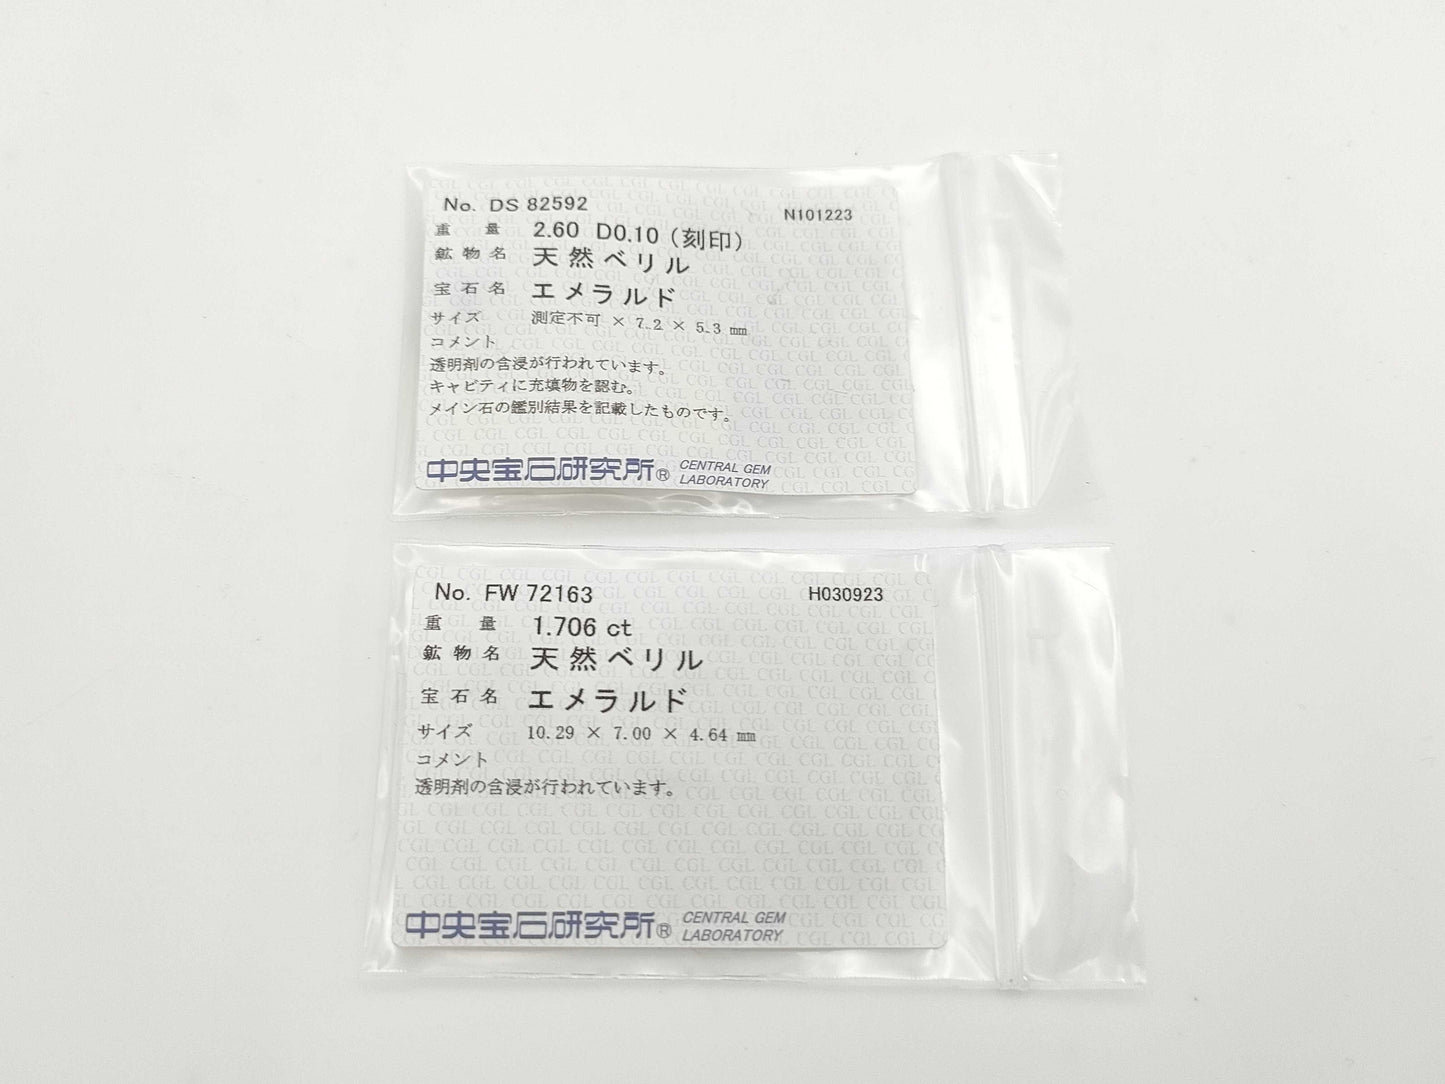 No. DS 82592 N101223
重量 2.60 D0.10 (刻印)
鉱物名 天然ベリル
宝石名 エメラルド
サイズ 測定不可 × 7.2 × 5.3 mm
コメント
透明剤の含浸が行われています。
キャビティに充填物を認む。
メイン石の鑑別結果を記載したものです。
中央宝石研究所® CENTRAL GEM
LABORATORY
No. FW 72163 H030923
重量 1.706 ct
鉱物名 天然ベリル
宝石名 エメラルド
サイズ 10.29 × 7.00 × 4.64 mm
コメント
透明剤の含浸が行われています。
中央宝石研究所® CENTRAL GEM
LABORATORY